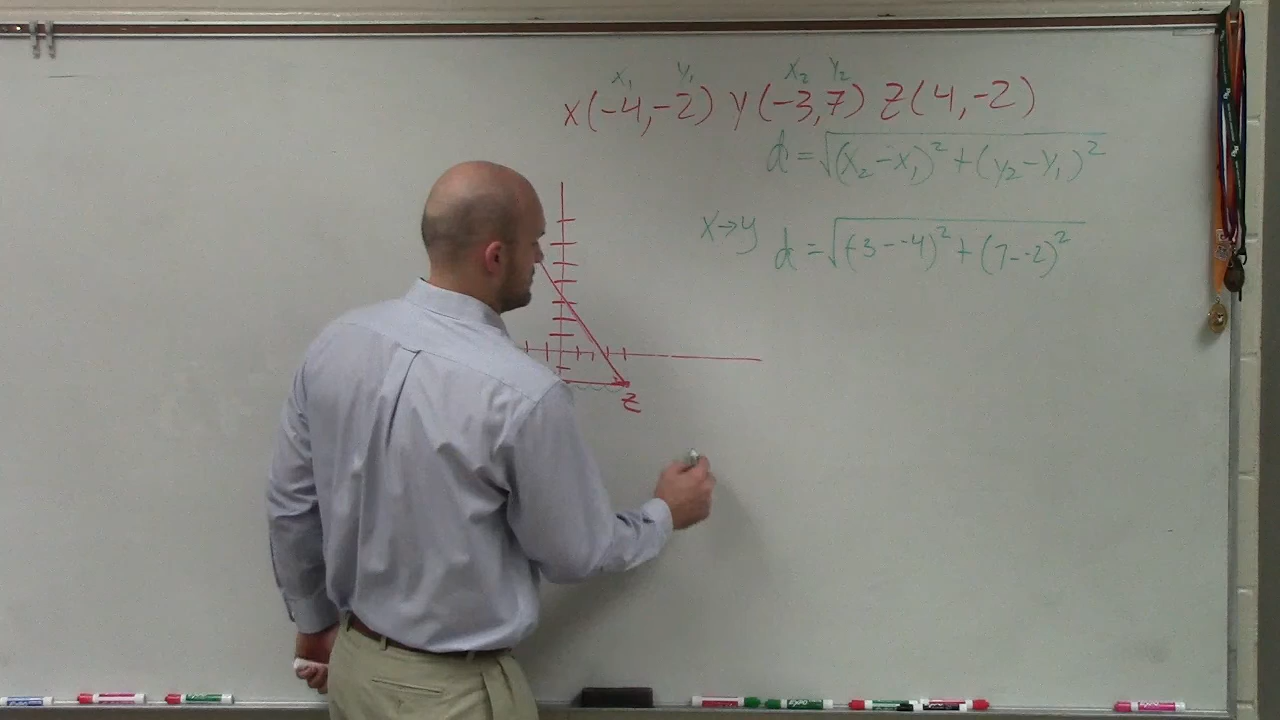 x₁ y₁ x₂ y₂
x(-4,-2) y(-3,7) z(4,-2)
d = √(x₂-x₁)² + (y₂-y₁)²
x→y d = √(-3--4)² + (7--2)²
z
EXPO